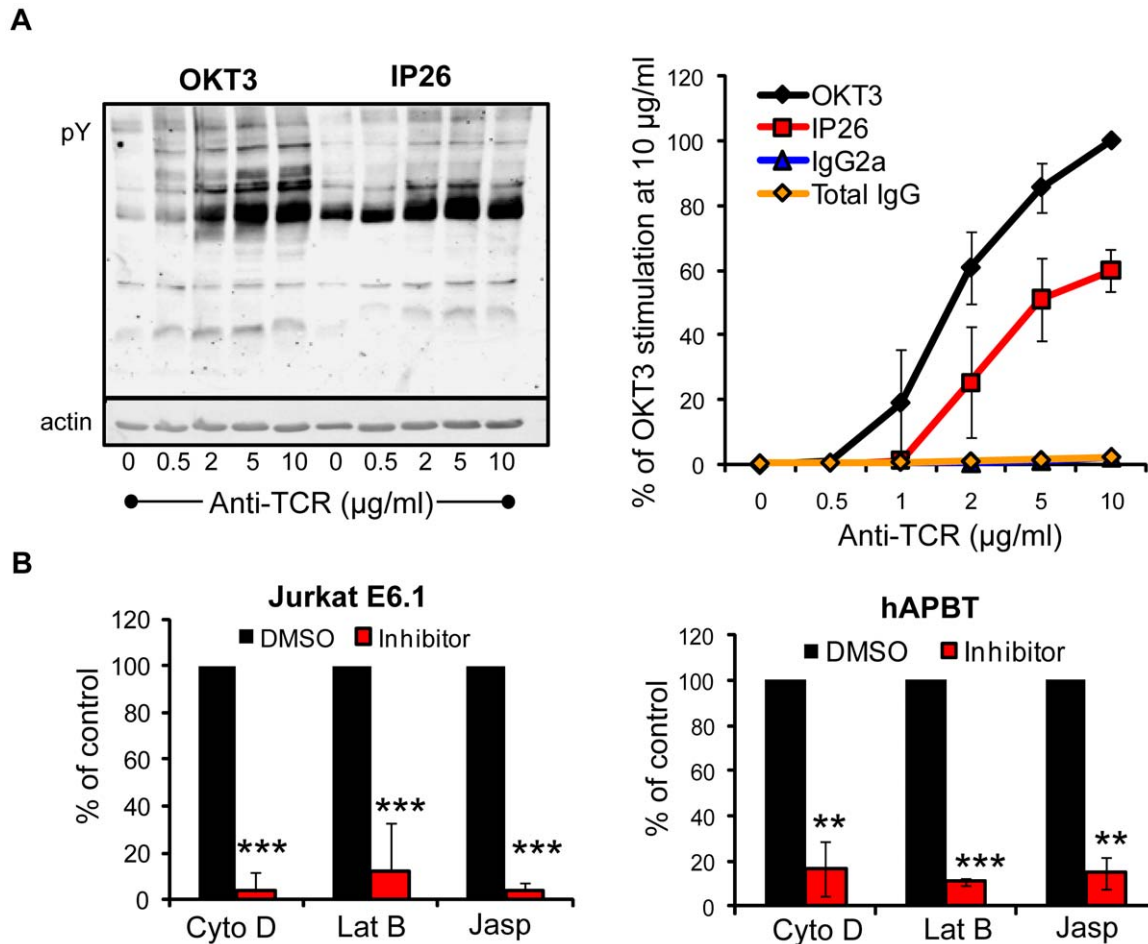 A
OKT3 IP26
pY
actin
0 0.5 2 5 10 0 0.5 2 5 10
Anti-TCR (µg/ml)
% of OKT3 stimulation at 10 µg/ml
120
100
80
60
40
20
0
OKT3
IP26
IgG2a
Total IgG
0 0.5 1 2 5 10
Anti-TCR (µg/ml)
B
Jurkat E6.1
% of control
120
100
80
60
40
20
0
DMSO Inhibitor
*** *** ***
Cyto D Lat B Jasp
hAPBT
% of control
120
100
80
60
40
20
0
DMSO Inhibitor
** *** **
Cyto D Lat B Jasp